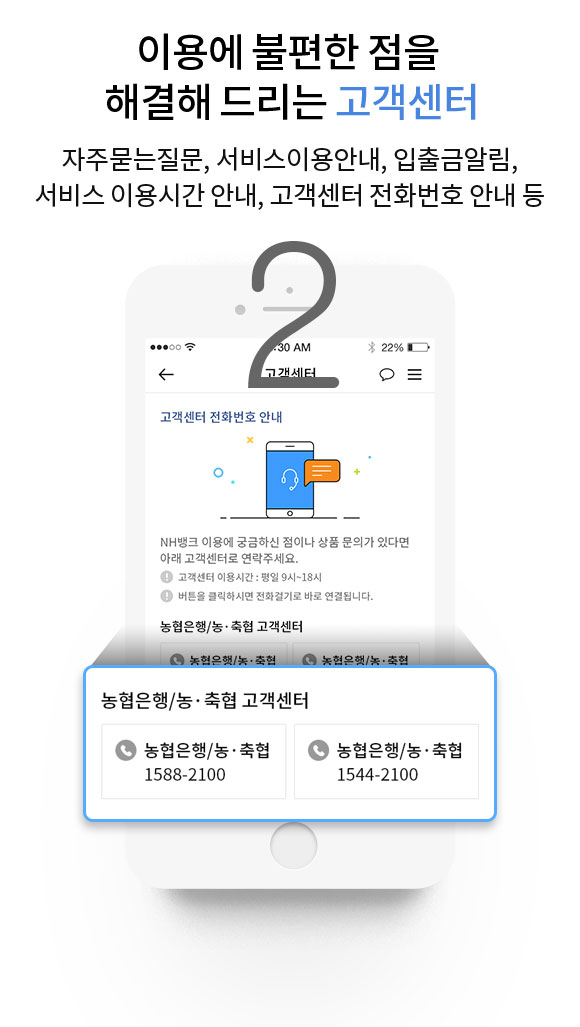 이용에 불편한 점을
해결해 드리는 고객센터
자주묻는질문, 서비스이용안내, 입출금알림,
서비스 이용시간 안내, 고객센터 전화번호 안내 등
2
:30 AM
22%
고객센터
고객센터 전화번호 안내
NH뱅크 이용에 궁금하신 점이나 상품 문의가 있다면
아래 고객센터로 연락주세요.
고객센터 이용시간 : 평일 9시~18시
버튼을 클릭하시면 전화걸기로 바로 연결됩니다.
농협은행/농·축협 고객센터
농협은행/농·축협 농협은행/농·축협
농협은행/농·축협 고객센터
농협은행/농·축협 농협은행/농·축협
1588-2100 1544-2100